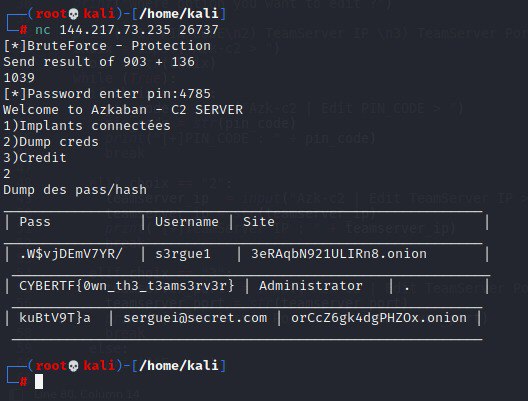 (root💀kali)-[/home/kali]
# nc 144.217.73.235 26737
[*]BruteForce - Protection
Send result of 903 + 136
1039
[*]Password enter pin:4785
Welcome to Azkaban - C2 SERVER
1)Implants connectées
2)Dump creds
3)Credit
2
Dump des pass/hash
| Pass | Username | Site |
| .W$vjDEmV7YR/ | s3rgue1 | 3eRAqbN921ULIRn8.onion
| CYBERTF{0wn_th3_t3ams3rv3r} | Administrator | . |
| kuBtV9T}a | serguei@secret.com | orCcZ6gk4dgPHZOx.onion |
(root💀kali)-[/home/kali]
#